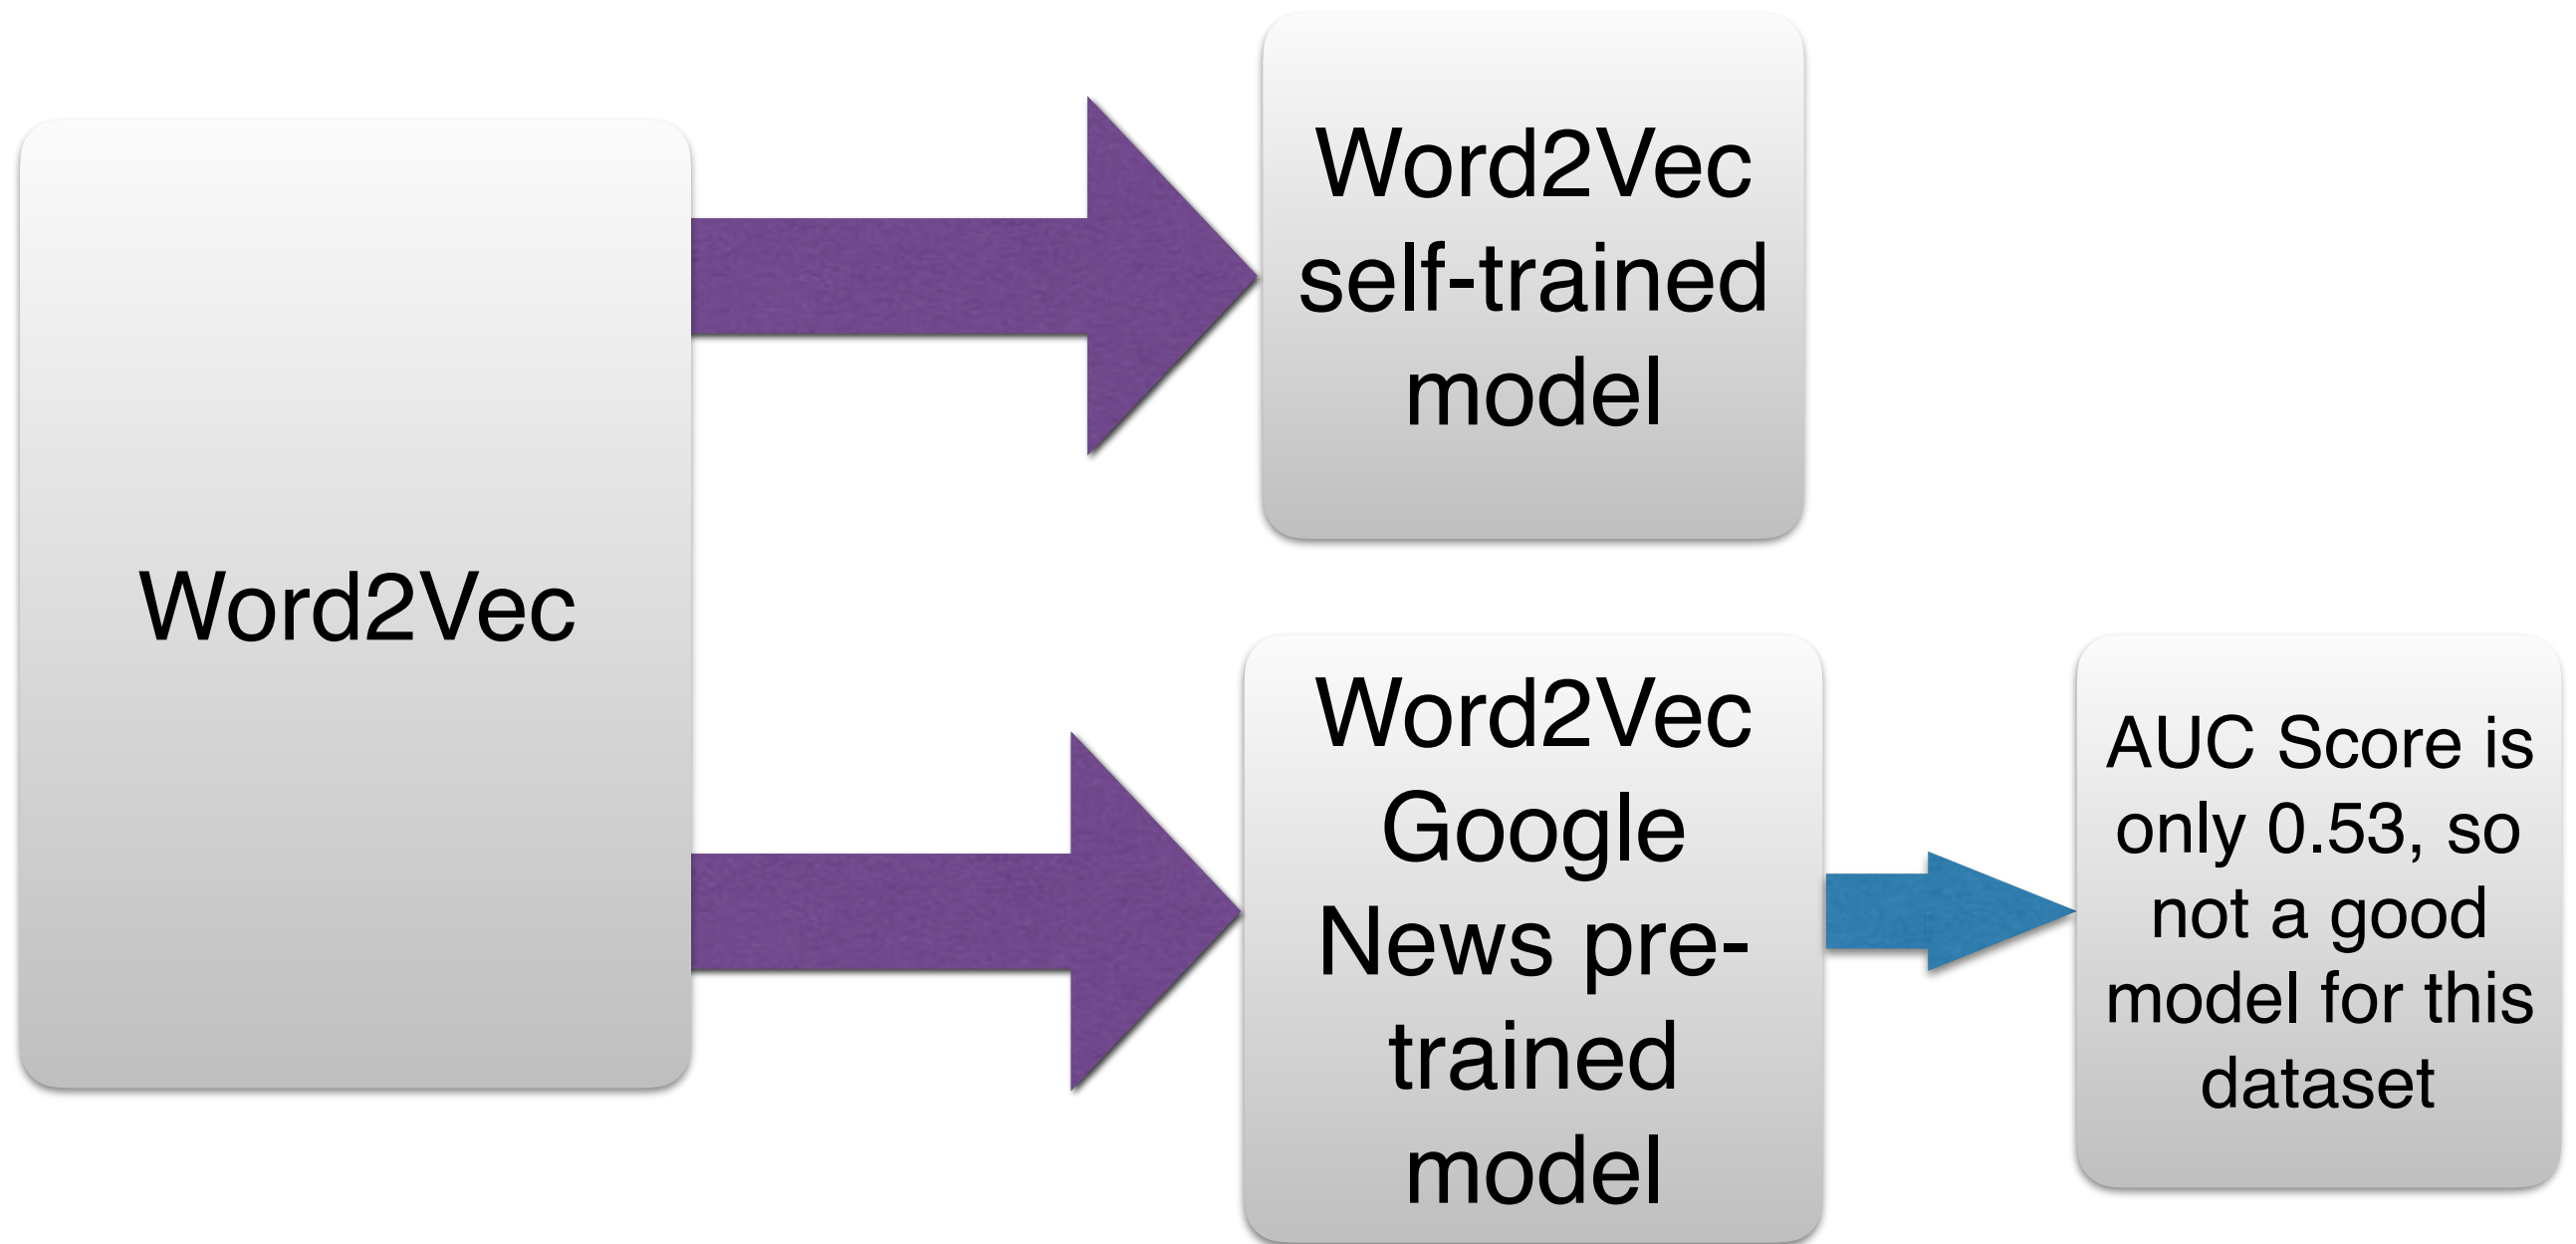 Word2Vec
Word2Vec
self-trained
model
Word2Vec
Google
News pre-
trained
model
AUC Score is
only 0.53, so
not a good
model for this
dataset